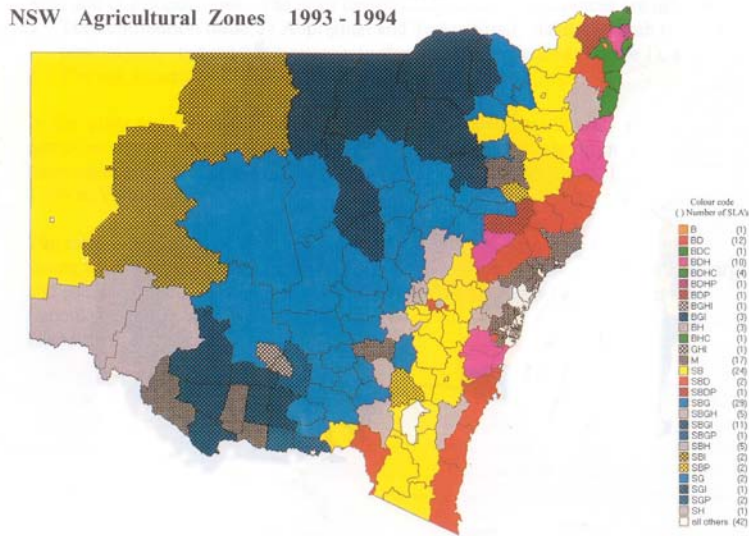 NSW Agricultural Zones 1993 - 1994
Colour code
( ) Number of SLA's
B (1)
BD (12)
BDC (1)
BDH (10)
BDHC (4)
BDHP (1)
BDP (1)
BGHI (1)
BGI (3)
BH (3)
BHC (1)
GHI (1)
M (17)
SB (24)
SBD (2)
SBDP (1)
SBG (29)
SBGH (5)
SBGI (11)
SBGP (1)
SBH (5)
SBI (2)
SBP (2)
SG (2)
SGI (1)
SGP (2)
SH (1)
all others (42)